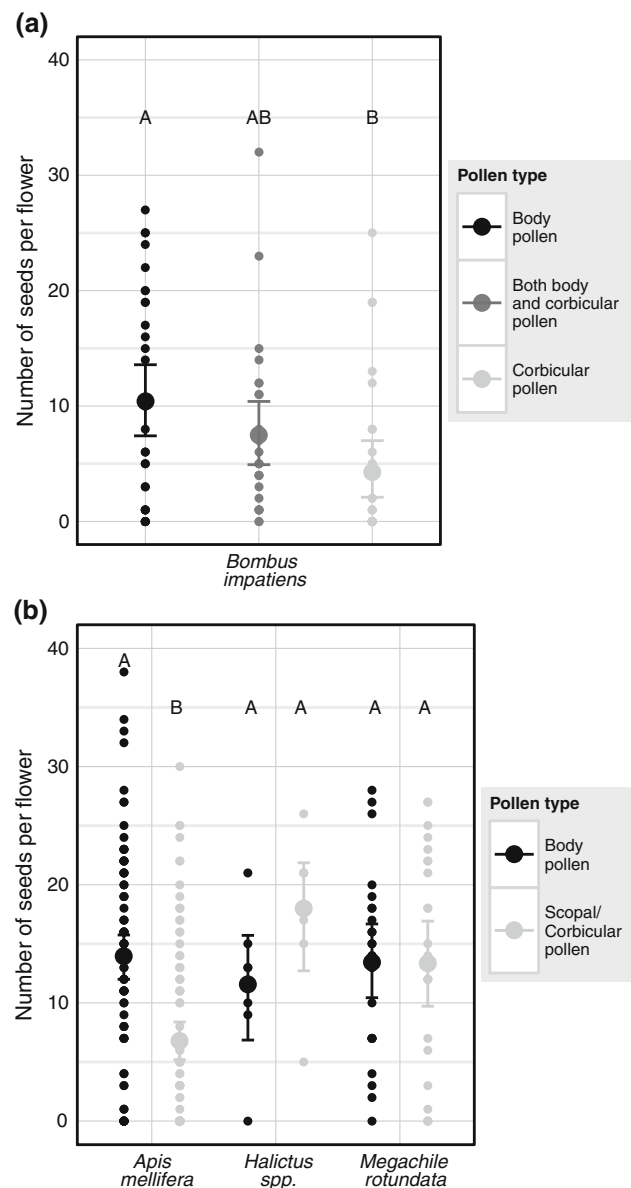 (a)
40
30
20
10
0
Number of seeds per flower
A AB B
Bombus
impatiens
Pollen type
Body
pollen
Both body
and corbicular
pollen
Corbicular
pollen
(b)
40
30
20
10
0
Number of seeds per flower
A
B A A A A
Apis
mellifera
Halictus
spp.
Megachile
rotundata
Pollen type
Body
pollen
Scopal/
Corbicular
pollen